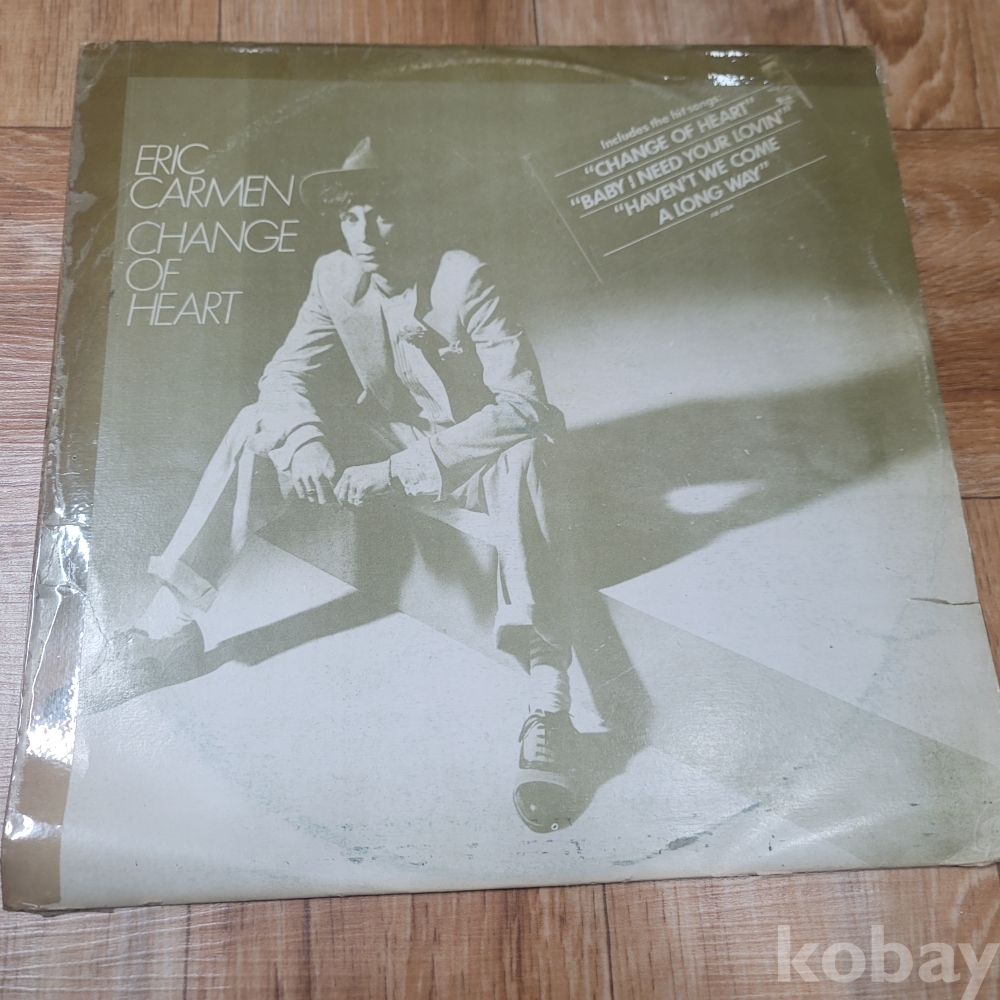 ERIC
CARMEN
CHANGE
OF
HEART
Includes the hit songs
"CHANGE OF HEART"
"BABY I NEED YOUR LOVIN'"
"HAVEN'T WE COME
A LONG WAY"
kobay